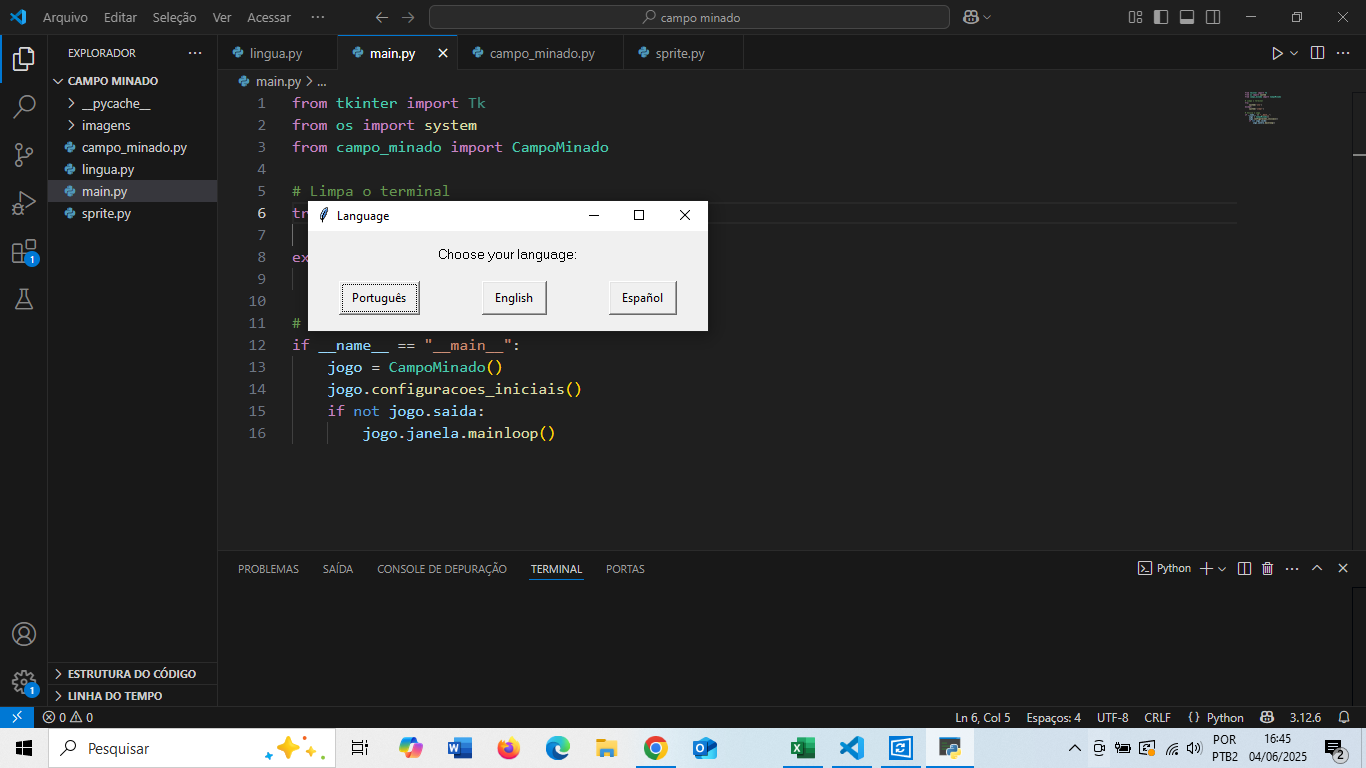 Arquivo Editar Seleção Ver Acessar ···
campo minado
EXPLORADOR ···
CAMPO MINADO
__pycache__
imagens
campo_minado.py
lingua.py
main.py
sprite.py
ESTRUTURA DO CÓDIGO
LINHA DO TEMPO
1
1
lingua.py main.py campo_minado.py sprite.py
main.py > ...
1 from tkinter import Tk
2 from os import system
3 from campo_minado import CampoMinado
4
5 # Limpa o terminal
6 tr
7
8 ex
9
10
11 #
12 if __name__ == "__main__":
13 jogo = CampoMinado()
14 jogo.configuracoes_iniciais()
15 if not jogo.saida:
16 jogo.janela.mainloop()
Language
Choose your language:
Português English Español
PROBLEMAS SAÍDA CONSOLE DE DEPURAÇÃO TERMINAL PORTAS
Python
0 0
Ln 6, Col 5 Espaços: 4 UTF-8 CRLF {} Python 3.12.6
Pesquisar
POR
PTB2
16:45
04/06/2025
2